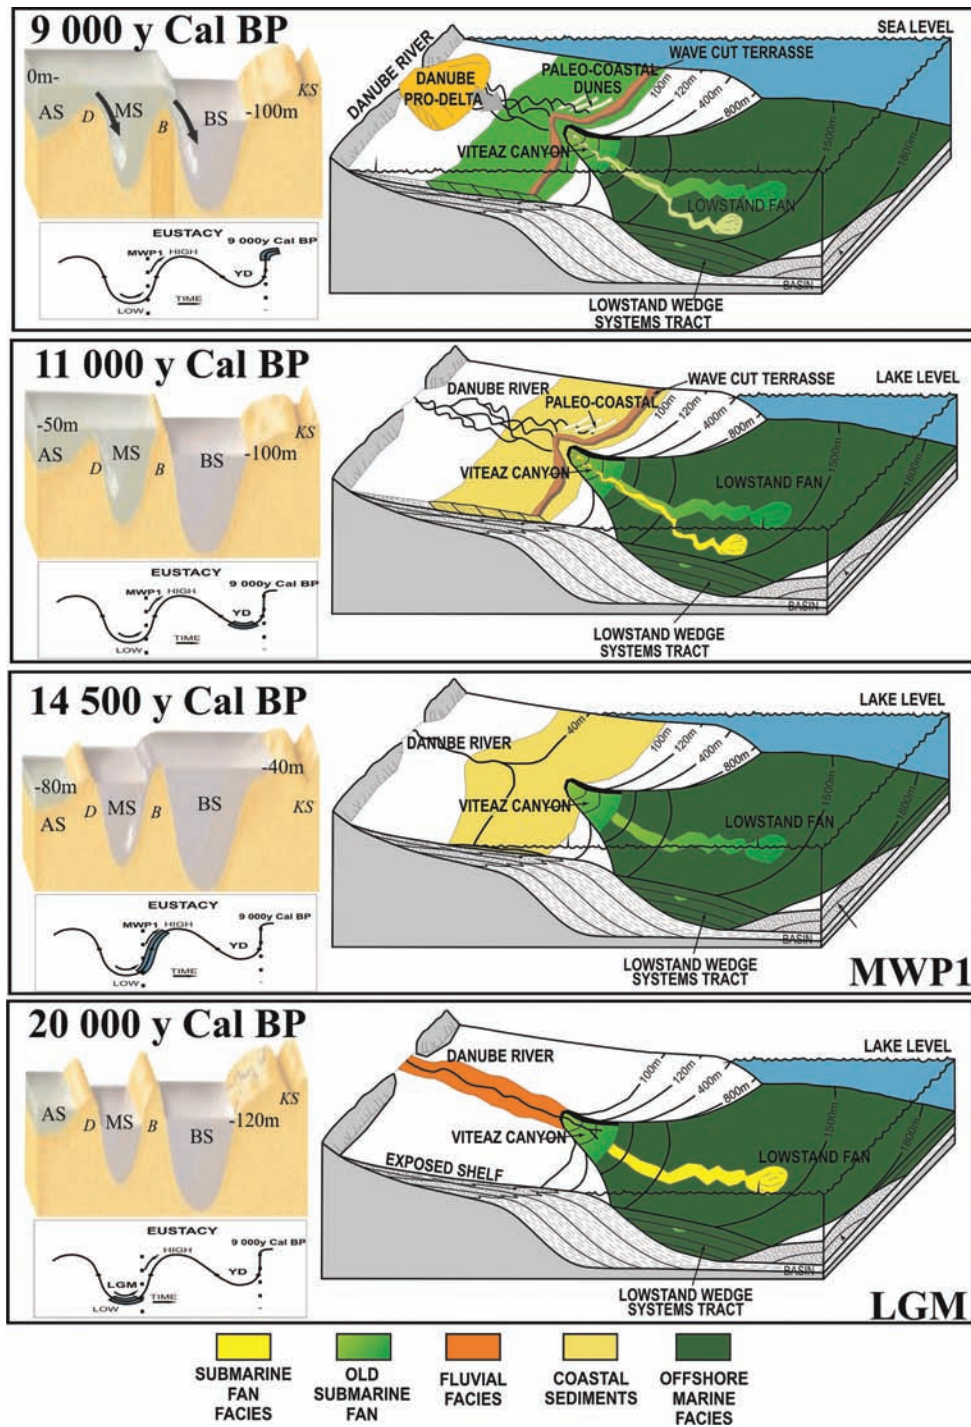 9 000 y Cal BP
0m-
AS
D
MS
B
BS
-100m
KS
EUSTACY
MWP1
HIGH
9 000y Cal BP
YD
LOW
TIME
DANUBE RIVER
DANUBE
PRO-DELTA
PALEO-COASTAL
DUNES
WAVE CUT TERRASSE
SEA LEVEL
100m
120m
400m
800m
1500m
1800m
VITEAZ CANYON
LOWSTAND FAN
BASIN
LOWSTAND WEDGE
SYSTEMS TRACT
11 000 y Cal BP
-50m
AS
D
MS
B
BS
-100m
KS
EUSTACY
MWP1
HIGH
9 000y Cal BP
YD
LOW
TIME
DANUBE RIVER
PALEO-COASTAL
WAVE CUT TERRASSE
LAKE LEVEL
100m
120m
400m
800m
1500m
1800m
VITEAZ CANYON
LOWSTAND FAN
BASIN
LOWSTAND WEDGE
SYSTEMS TRACT
14 500 y Cal BP
-80m
AS
D
MS
B
BS
-40m
KS
EUSTACY
MWP1
HIGH
9 000y Cal BP
YD
LOW
TIME
DANUBE RIVER
40m
LAKE LEVEL
100m
120m
400m
800m
1500m
1800m
VITEAZ CANYON
LOWSTAND FAN
BASIN
LOWSTAND WEDGE
SYSTEMS TRACT
MWP1
20 000 y Cal BP
AS
D
MS
B
BS
-120m
KS
EUSTACY
HIGH
9 000y Cal BP
LGM
YD
LOW
TIME
DANUBE RIVER
LAKE LEVEL
100m
120m
400m
800m
1500m
1800m
VITEAZ CANYON
EXPOSED SHELF
LOWSTAND FAN
BASIN
LOWSTAND WEDGE
SYSTEMS TRACT
LGM
SUBMARINE
FAN
FACIES
OLD
SUBMARINE
FAN
FLUVIAL
FACIES
COASTAL
SEDIMENTS
OFFSHORE
MARINE
FACIES